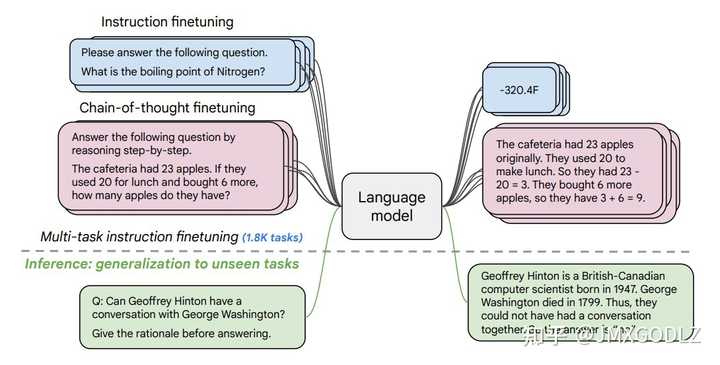 Instruction finetuning
Please answer the following question.
What is the boiling point of Nitrogen?
-320.4F
Chain-of-thought finetuning
Answer the following question by
reasoning step-by-step.
The cafeteria had 23 apples. If they
used 20 for lunch and bought 6 more,
how many apples do they have?
The cafeteria had 23 apples
originally. They used 20 to
make lunch. So they had 23 -
20 = 3. They bought 6 more
apples, so they have 3 + 6 = 9.
Language
model
Multi-task instruction finetuning (1.8K tasks)
Inference: generalization to unseen tasks
Q: Can Geoffrey Hinton have a
conversation with George Washington?
Give the rationale before answering.
Geoffrey Hinton is a British-Canadian
computer scientist born in 1947. George
Washington died in 1799. Thus, they
could not have had a conversation
together. So the answer is "no".
知乎 @JMXGODLZ